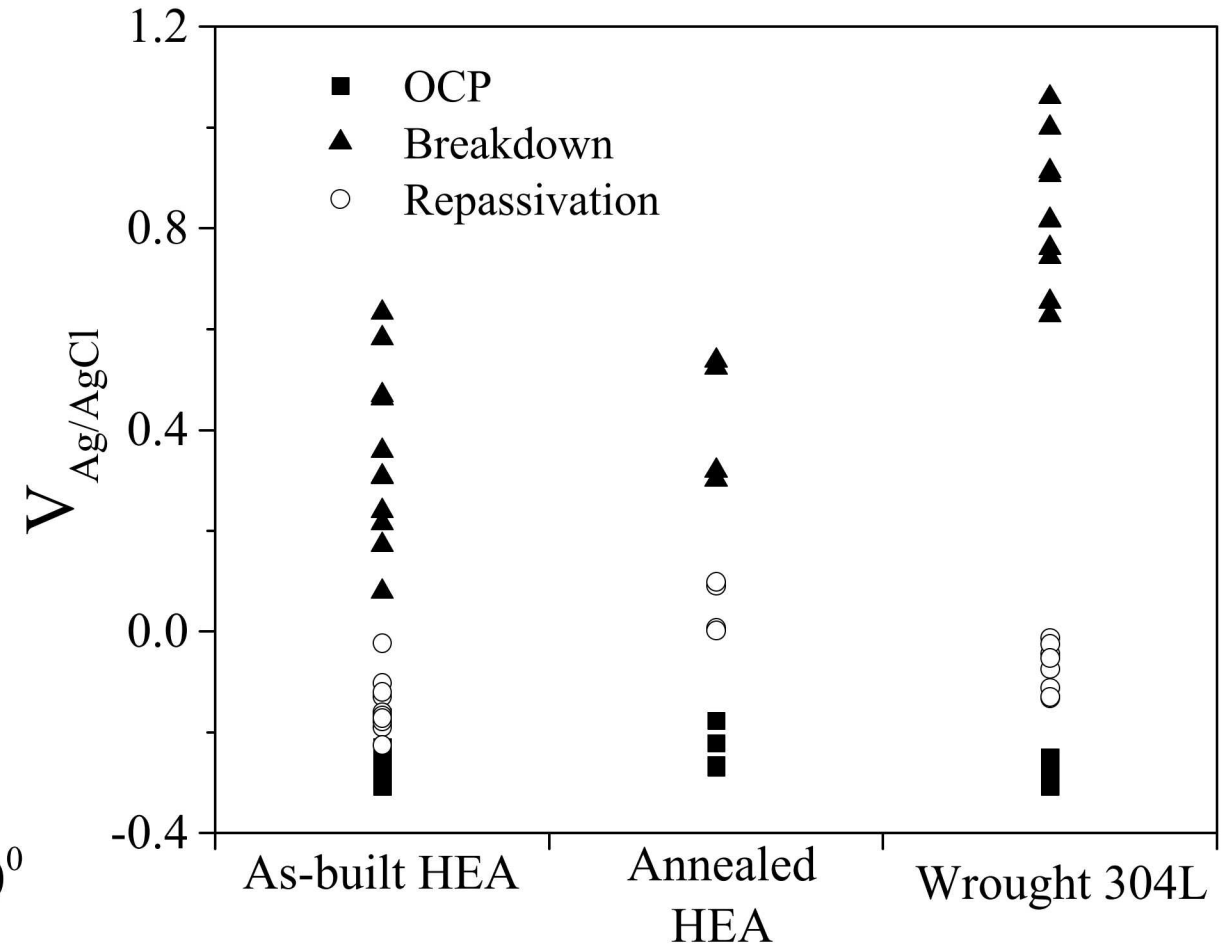 1.2
0.8
0.4
0.0
-0.4
V Ag/AgCl
OCP
Breakdown
Repassivation
)0
As-built HEA
Annealed
HEA
Wrought 304L